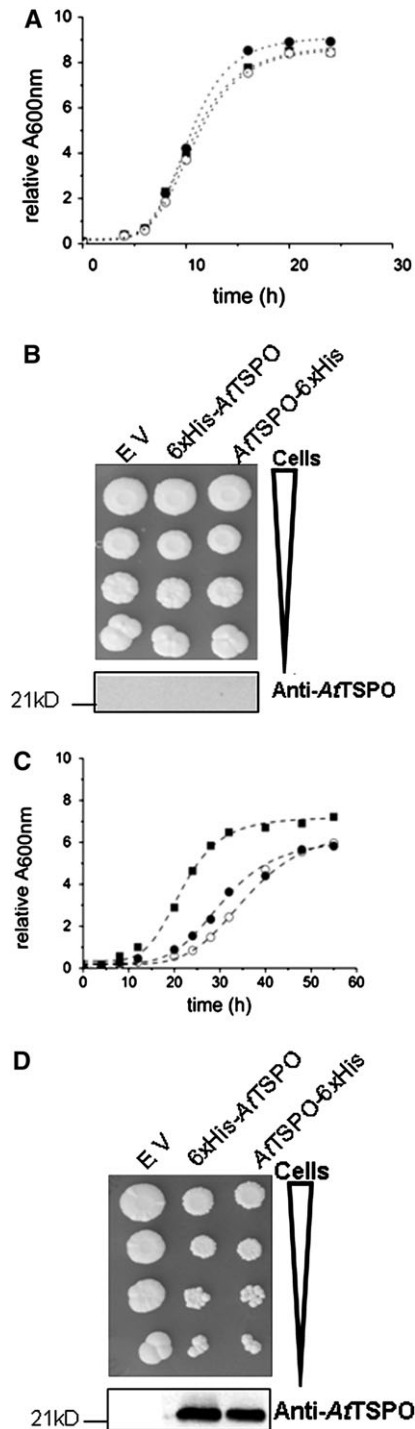 A
relative A600nm
10
8
6
4
2
0
0 10 20 30
time (h)
B
E V 6xHis-AtTSPO AtTSPO-6xHis
Cells
21kD Anti-AtTSPO
C
relative A600nm
10
8
6
4
2
0
0 10 20 30 40 50 60
time (h)
D
E V 6xHis-AtTSPO AtTSPO-6xHis
Cells
21kD Anti-AtTSPO